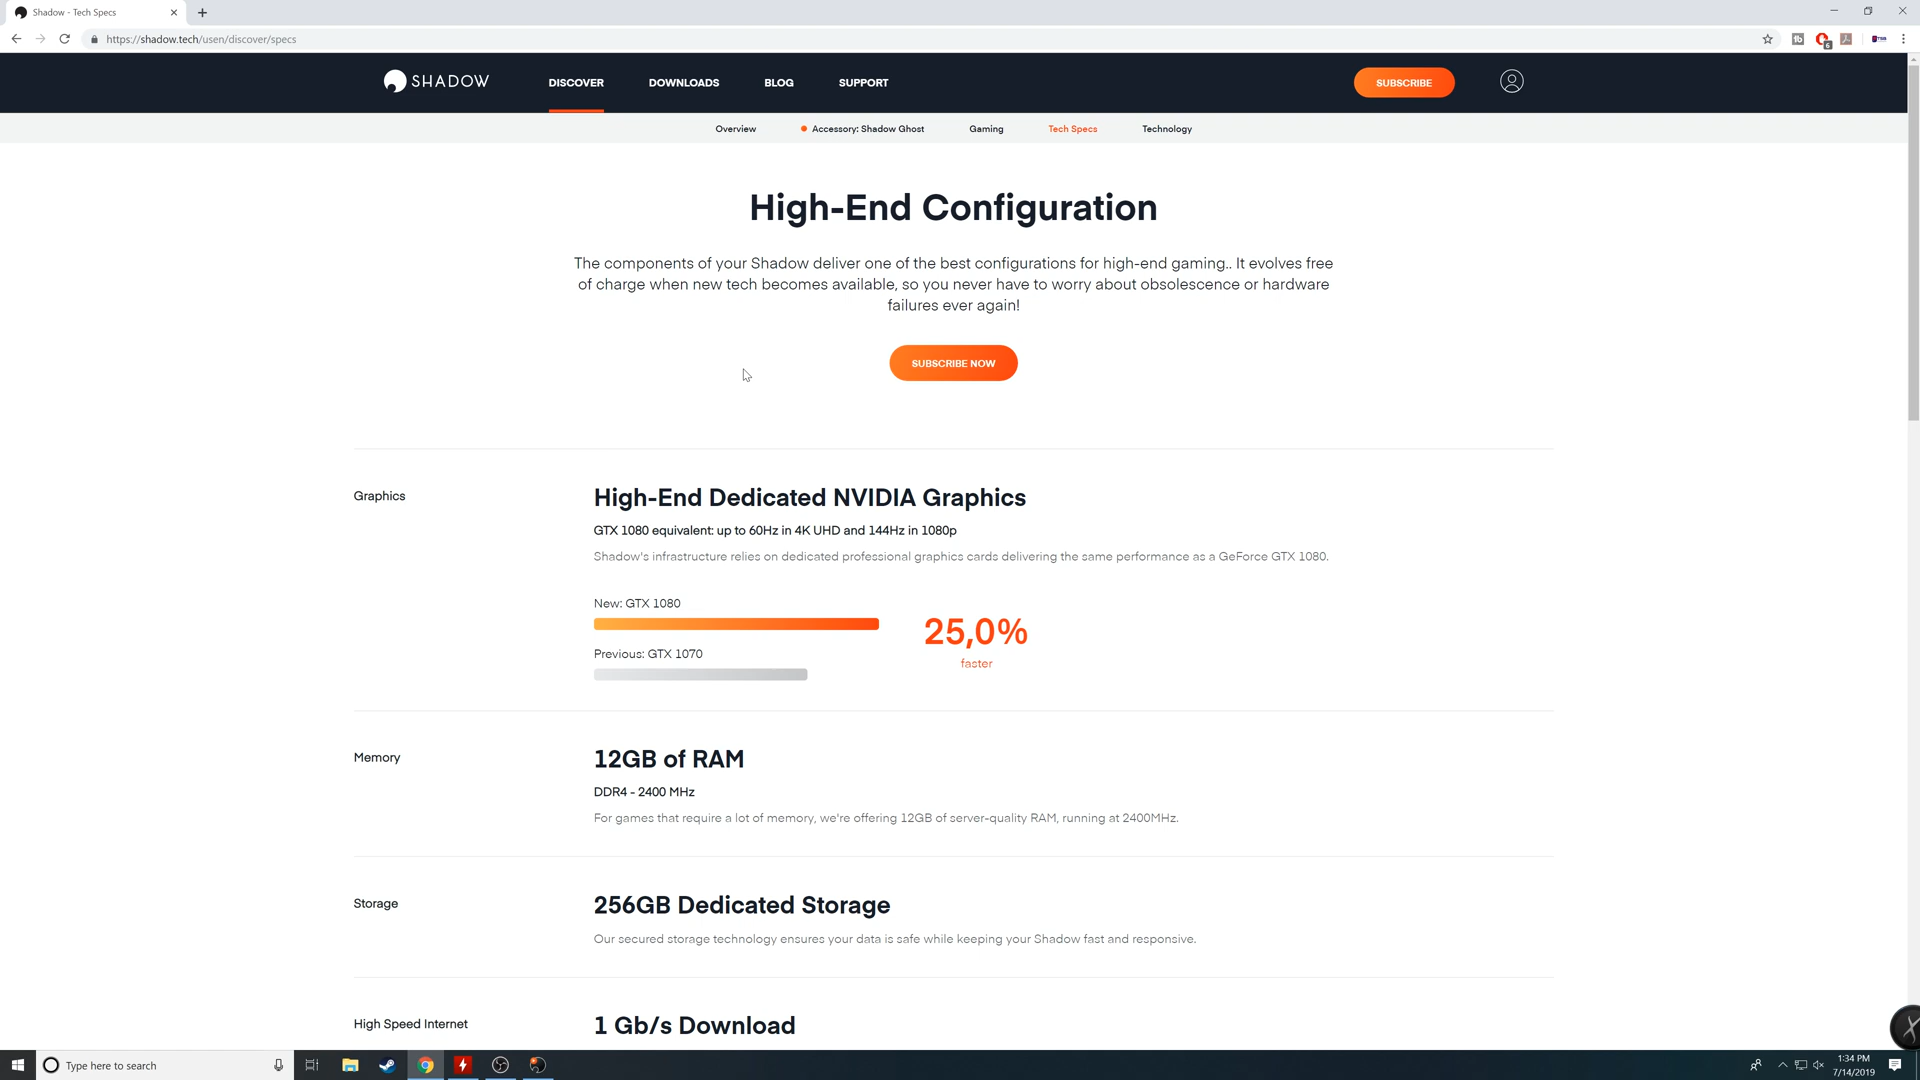 Shadow - Tech Specs
https://shadow.tech/usen/discover/specs
SHADOW
DISCOVER
DOWNLOADS
BLOG
SUPPORT
SUBSCRIBE
Overview
Accessory: Shadow Ghost
Gaming
Tech Specs
Technology
High-End Configuration
The components of your Shadow deliver one of the best configurations for high-end gaming.. It evolves free
of charge when new tech becomes available, so you never have to worry about obsolescence or hardware
failures ever again!
SUBSCRIBE NOW
Graphics
High-End Dedicated NVIDIA Graphics
GTX 1080 equivalent: up to 60Hz in 4K UHD and 144Hz in 1080p
Shadow's infrastructure relies on dedicated professional graphics cards delivering the same performance as a GeForce GTX 1080.
New: GTX 1080
25,0%
faster
Previous: GTX 1070
Memory
12GB of RAM
DDR4 - 2400 MHz
For games that require a lot of memory, we're offering 12GB of server-quality RAM, running at 2400MHz.
Storage
256GB Dedicated Storage
Our secured storage technology ensures your data is safe while keeping your Shadow fast and responsive.
High Speed Internet
1 Gb/s Download
Type here to search
1:34 PM
7/14/2019